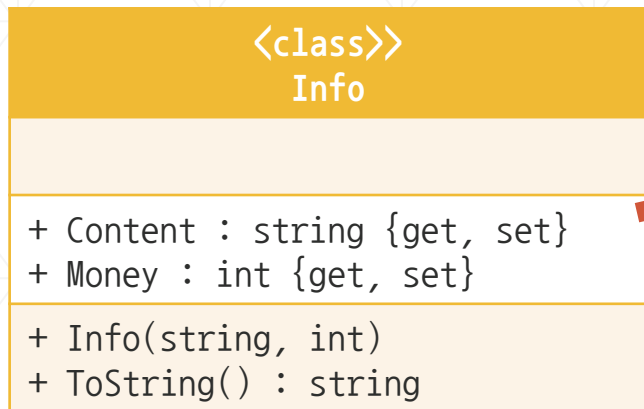 <class>>
Info
+ Content : string {get, set}
+ Money : int {get, set}
+ Info(string, int)
+ ToString() : string